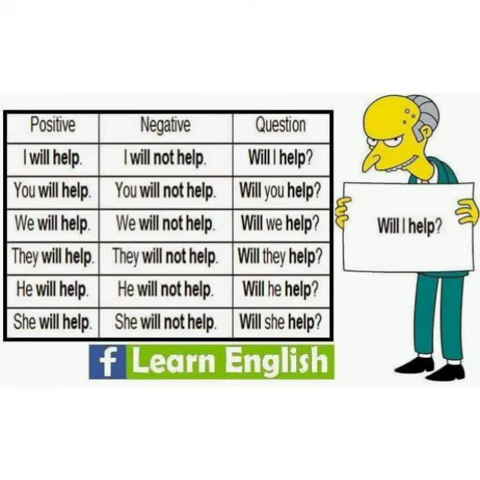 Positive Negative Question
I will help. I will not help. Will I help?
You will help. You will not help. Will you help?
We will help. We will not help. Will we help?
They will help. They will not help. Will they help?
He will help. He will not help. Will he help?
She will help. She will not help. Will she help?
Will I help?
f Learn English